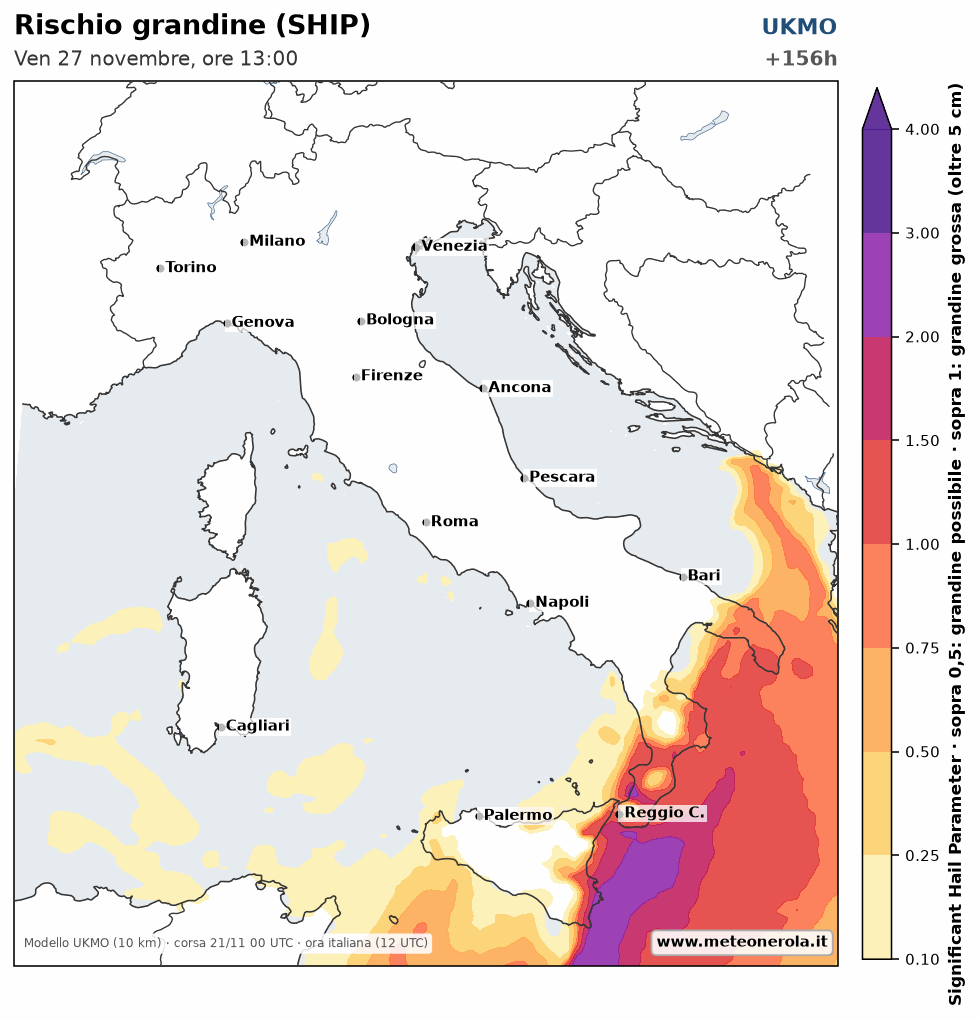 Rischio grandine (SHIP)
UKMO
Ven 27 novembre, ore 13:00
+156h
Milano
Venezia
Torino
Genova
Bologna
Firenze
Ancona
Pescara
Roma
Bari
Napoli
Cagliari
Palermo
Reggio C.
Modello UKMO (10 km) · corsa 21/11 00 UTC · ora italiana (12 UTC)
www.meteonerola.it
4.00
3.00
2.00
1.50
1.00
0.75
0.50
0.25
0.10
Significant Hail Parameter · sopra 0,5: grandine possibile · sopra 1: grandine grossa (oltre 5 cm)